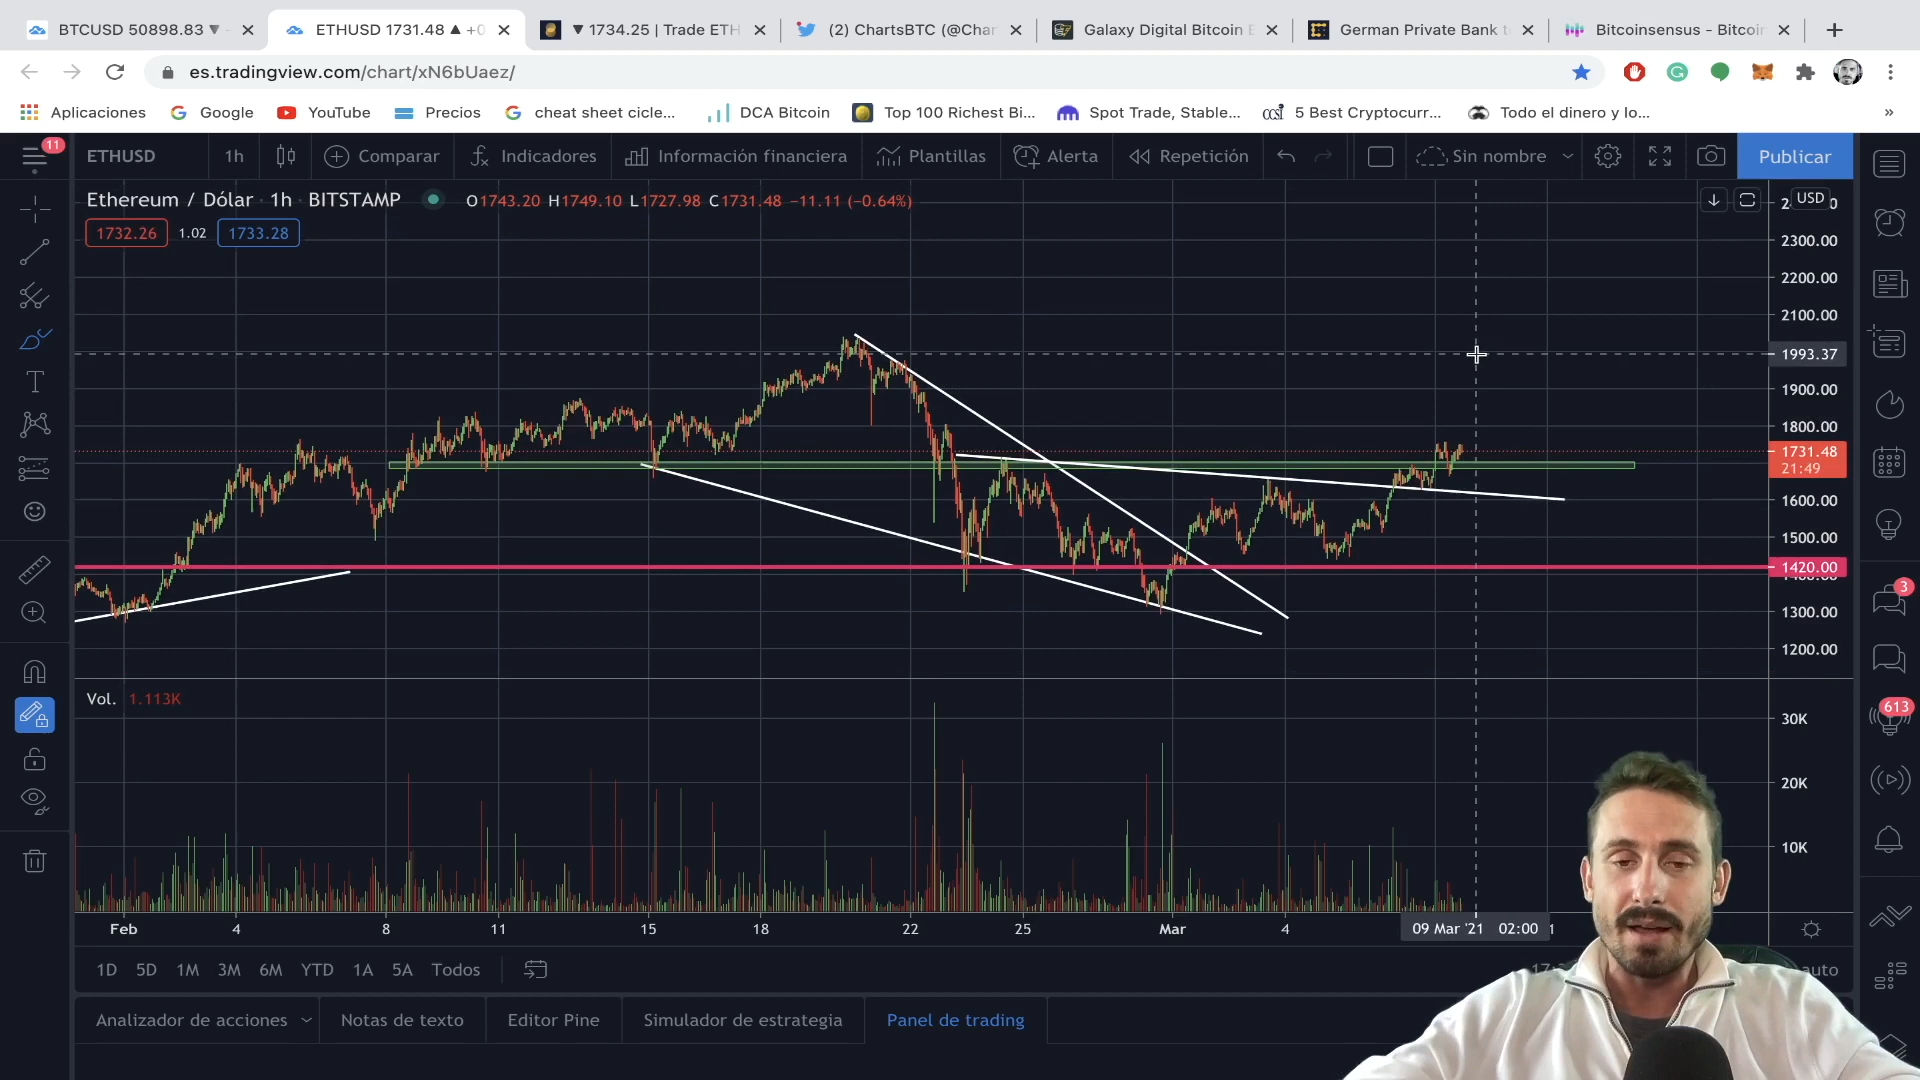 BTCUSD 50898.83 ▼
ETHUSD 1731.48 ▲ +0
▼ 1734.25 | Trade ETH
(2) ChartsBTC (@Char
Galaxy Digital Bitcoin
German Private Bank t
Bitcoinsensus - Bitcoin
es.tradingview.com/chart/xN6bUaez/
Aplicaciones
Google
YouTube
Precios
cheat sheet cicle...
DCA Bitcoin
Top 100 Richest Bi...
Spot Trade, Stable...
5 Best Cryptocurr...
Todo el dinero y lo...
»
11
ETHUSD
1h
Comparar
Indicadores
Información financiera
Plantillas
Alerta
Repetición
Sin nombre
Publicar
Ethereum / Dólar · 1h · BITSTAMP
O1743.20 H1749.10 L1727.98 C1731.48 −11.11 (−0.64%)
1732.26 1.02 1733.28
USD
2300.00
2200.00
2100.00
1993.37
1900.00
1800.00
1731.48
21:49
1600.00
1500.00
1420.00
1300.00
1200.00
Vol. 1.113K
30K
20K
10K
3
613
Feb 4 8 11 15 18 22 25 Mar 4 09 Mar '21 02:00
1D 5D 1M 3M 6M YTD 1A 5A Todos
auto
Analizador de acciones
Notas de texto
Editor Pine
Simulador de estrategia
Panel de trading